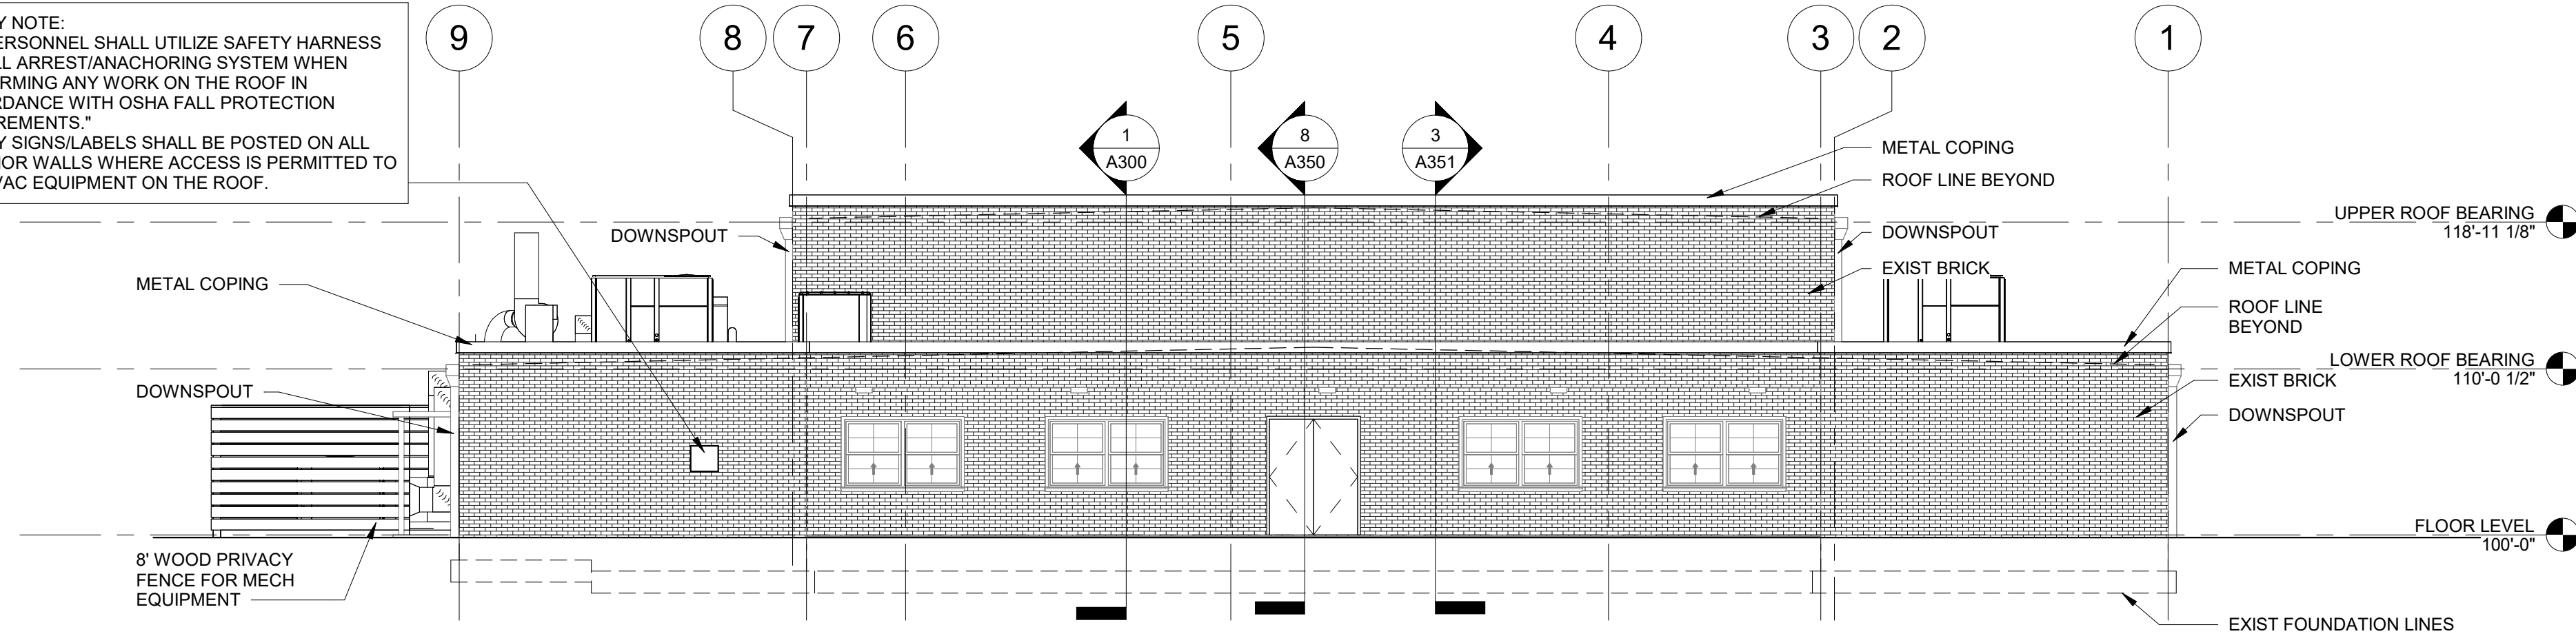 Y NOTE:
ERSONNEL SHALL UTILIZE SAFETY HARNESS
LL ARREST/ANACHORING SYSTEM WHEN
ORMING ANY WORK ON THE ROOF IN
RDANCE WITH OSHA FALL PROTECTION
REMENTS."
Y SIGNS/LABELS SHALL BE POSTED ON ALL
IOR WALLS WHERE ACCESS IS PERMITTED TO
VAC EQUIPMENT ON THE ROOF.
9
8
7
6
5
4
3
2
1
1
A300
8
A350
3
A351
METAL COPING
ROOF LINE BEYOND
UPPER ROOF BEARING
118'-11 1/8"
DOWNSPOUT
DOWNSPOUT
EXIST BRICK
METAL COPING
METAL COPING
ROOF LINE
BEYOND
LOWER ROOF BEARING
110'-0 1/2"
EXIST BRICK
DOWNSPOUT
DOWNSPOUT
FLOOR LEVEL
100'-0"
8' WOOD PRIVACY
FENCE FOR MECH
EQUIPMENT
EXIST FOUNDATION LINES